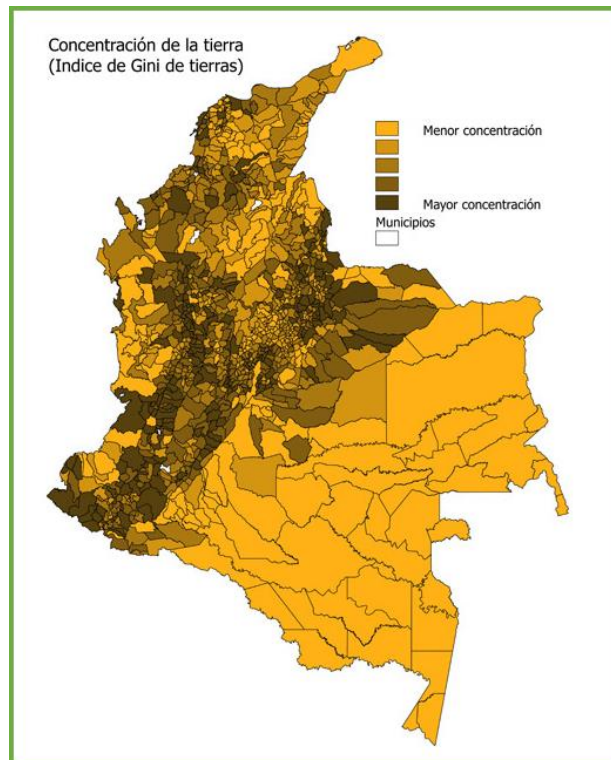 Concentración de la tierra
(Indice de Gini de tierras)
Menor concentración
Mayor concentración
Municipios